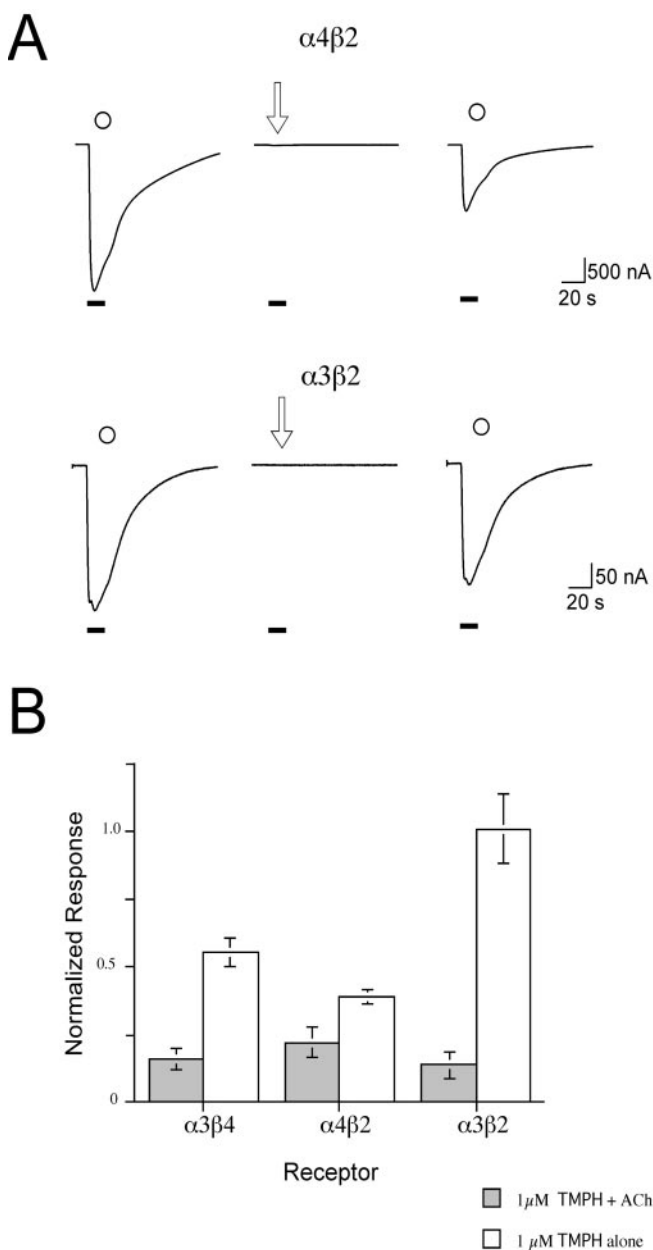 A
α4β2
500 nA
20 s
α3β2
50 nA
20 s
B
Normalized Response
1.0
0.5
0
α3β4
α4β2
α3β2
Receptor
1μM TMPH + ACh
1 μM TMPH alone